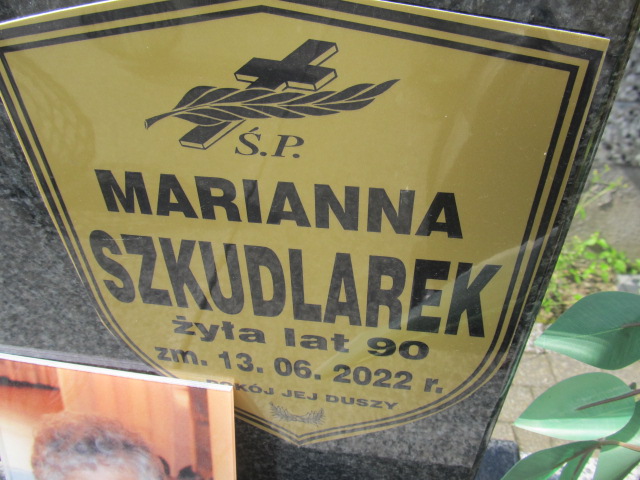 Ś.P.
MARIANNA
SZKUDLAREK
żyła lat 90
zm. 13. 06. 2022 r.
POKÓJ JEJ DUSZY